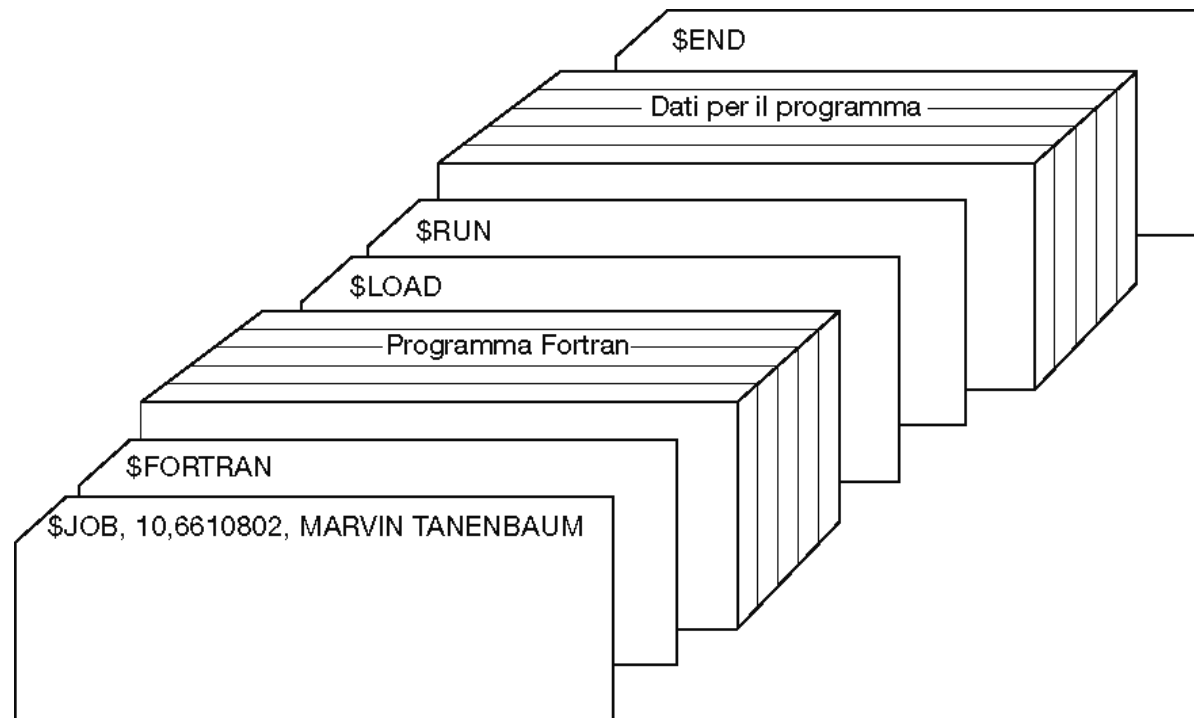 $END
Dati per il programma
$RUN
$LOAD
Programma Fortran
$FORTRAN
$JOB, 10,6610802, MARVIN TANENBAUM